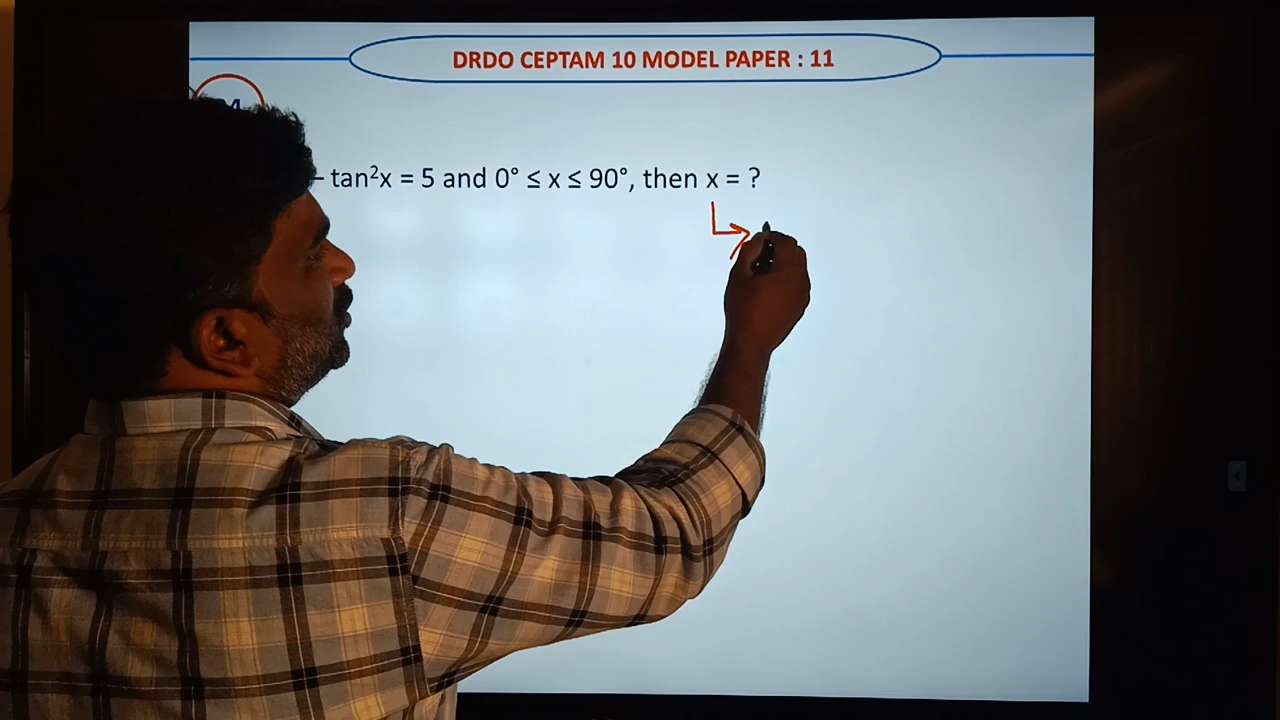 DRDO CEPTAM 10 MODEL PAPER : 11
– tan²x = 5 and 0° ≤ x ≤ 90°, then x = ?